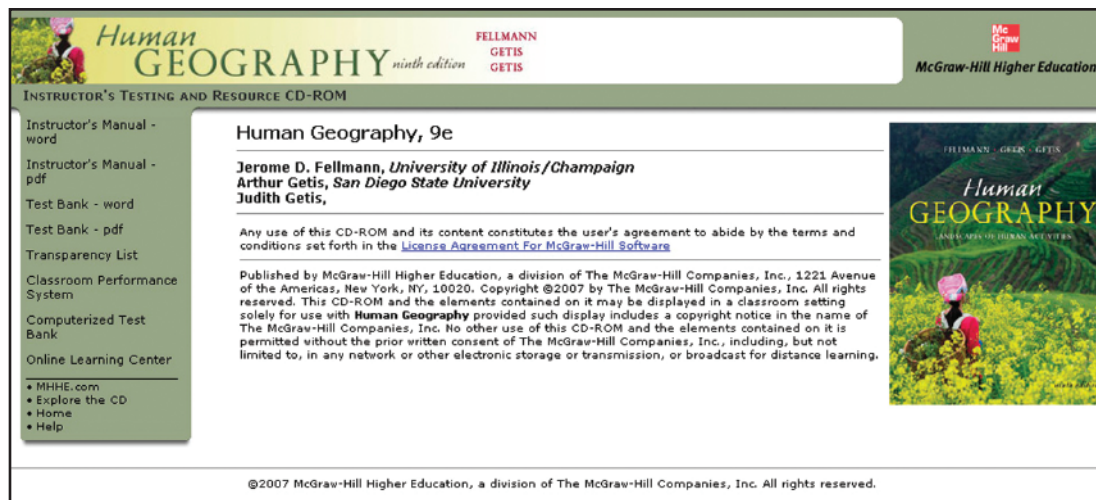 Human
GEOGRAPHY ninth edition
FELLMANN
GETIS
GETIS
Mc
Graw
Hill
McGraw-Hill Higher Education
INSTRUCTOR'S TESTING AND RESOURCE CD-ROM
Instructor's Manual -
word
Instructor's Manual -
pdf
Test Bank - word
Test Bank - pdf
Transparency List
Classroom Performance
System
Computerized Test
Bank
Online Learning Center
• MHHE.com
• Explore the CD
• Home
• Help
Human Geography, 9e
Jerome D. Fellmann, University of Illinois/Champaign
Arthur Getis, San Diego State University
Judith Getis,
Any use of this CD-ROM and its content constitutes the user's agreement to abide by the terms and
conditions set forth in the License Agreement For McGraw-Hill Software
Published by McGraw-Hill Higher Education, a division of The McGraw-Hill Companies, Inc., 1221 Avenue
of the Americas, New York, NY, 10020. Copyright @2007 by The McGraw-Hill Companies, Inc. All rights
reserved. This CD-ROM and the elements contained on it may be displayed in a classroom setting
solely for use with Human Geography provided such display includes a copyright notice in the name of
The McGraw-Hill Companies, Inc. No other use of this CD-ROM and the elements contained on it is
permitted without the prior written consent of The McGraw-Hill Companies, Inc., including, but not
limited to, in any network or other electronic storage or transmission, or broadcast for distance learning.
FELLMANN · GETIS · GETIS
Human
GEOGRAPHY
LANDSCAPES OF HUMAN ACTIVITIES
@2007 McGraw-Hill Higher Education, a division of The McGraw-Hill Companies, Inc. All rights reserved.